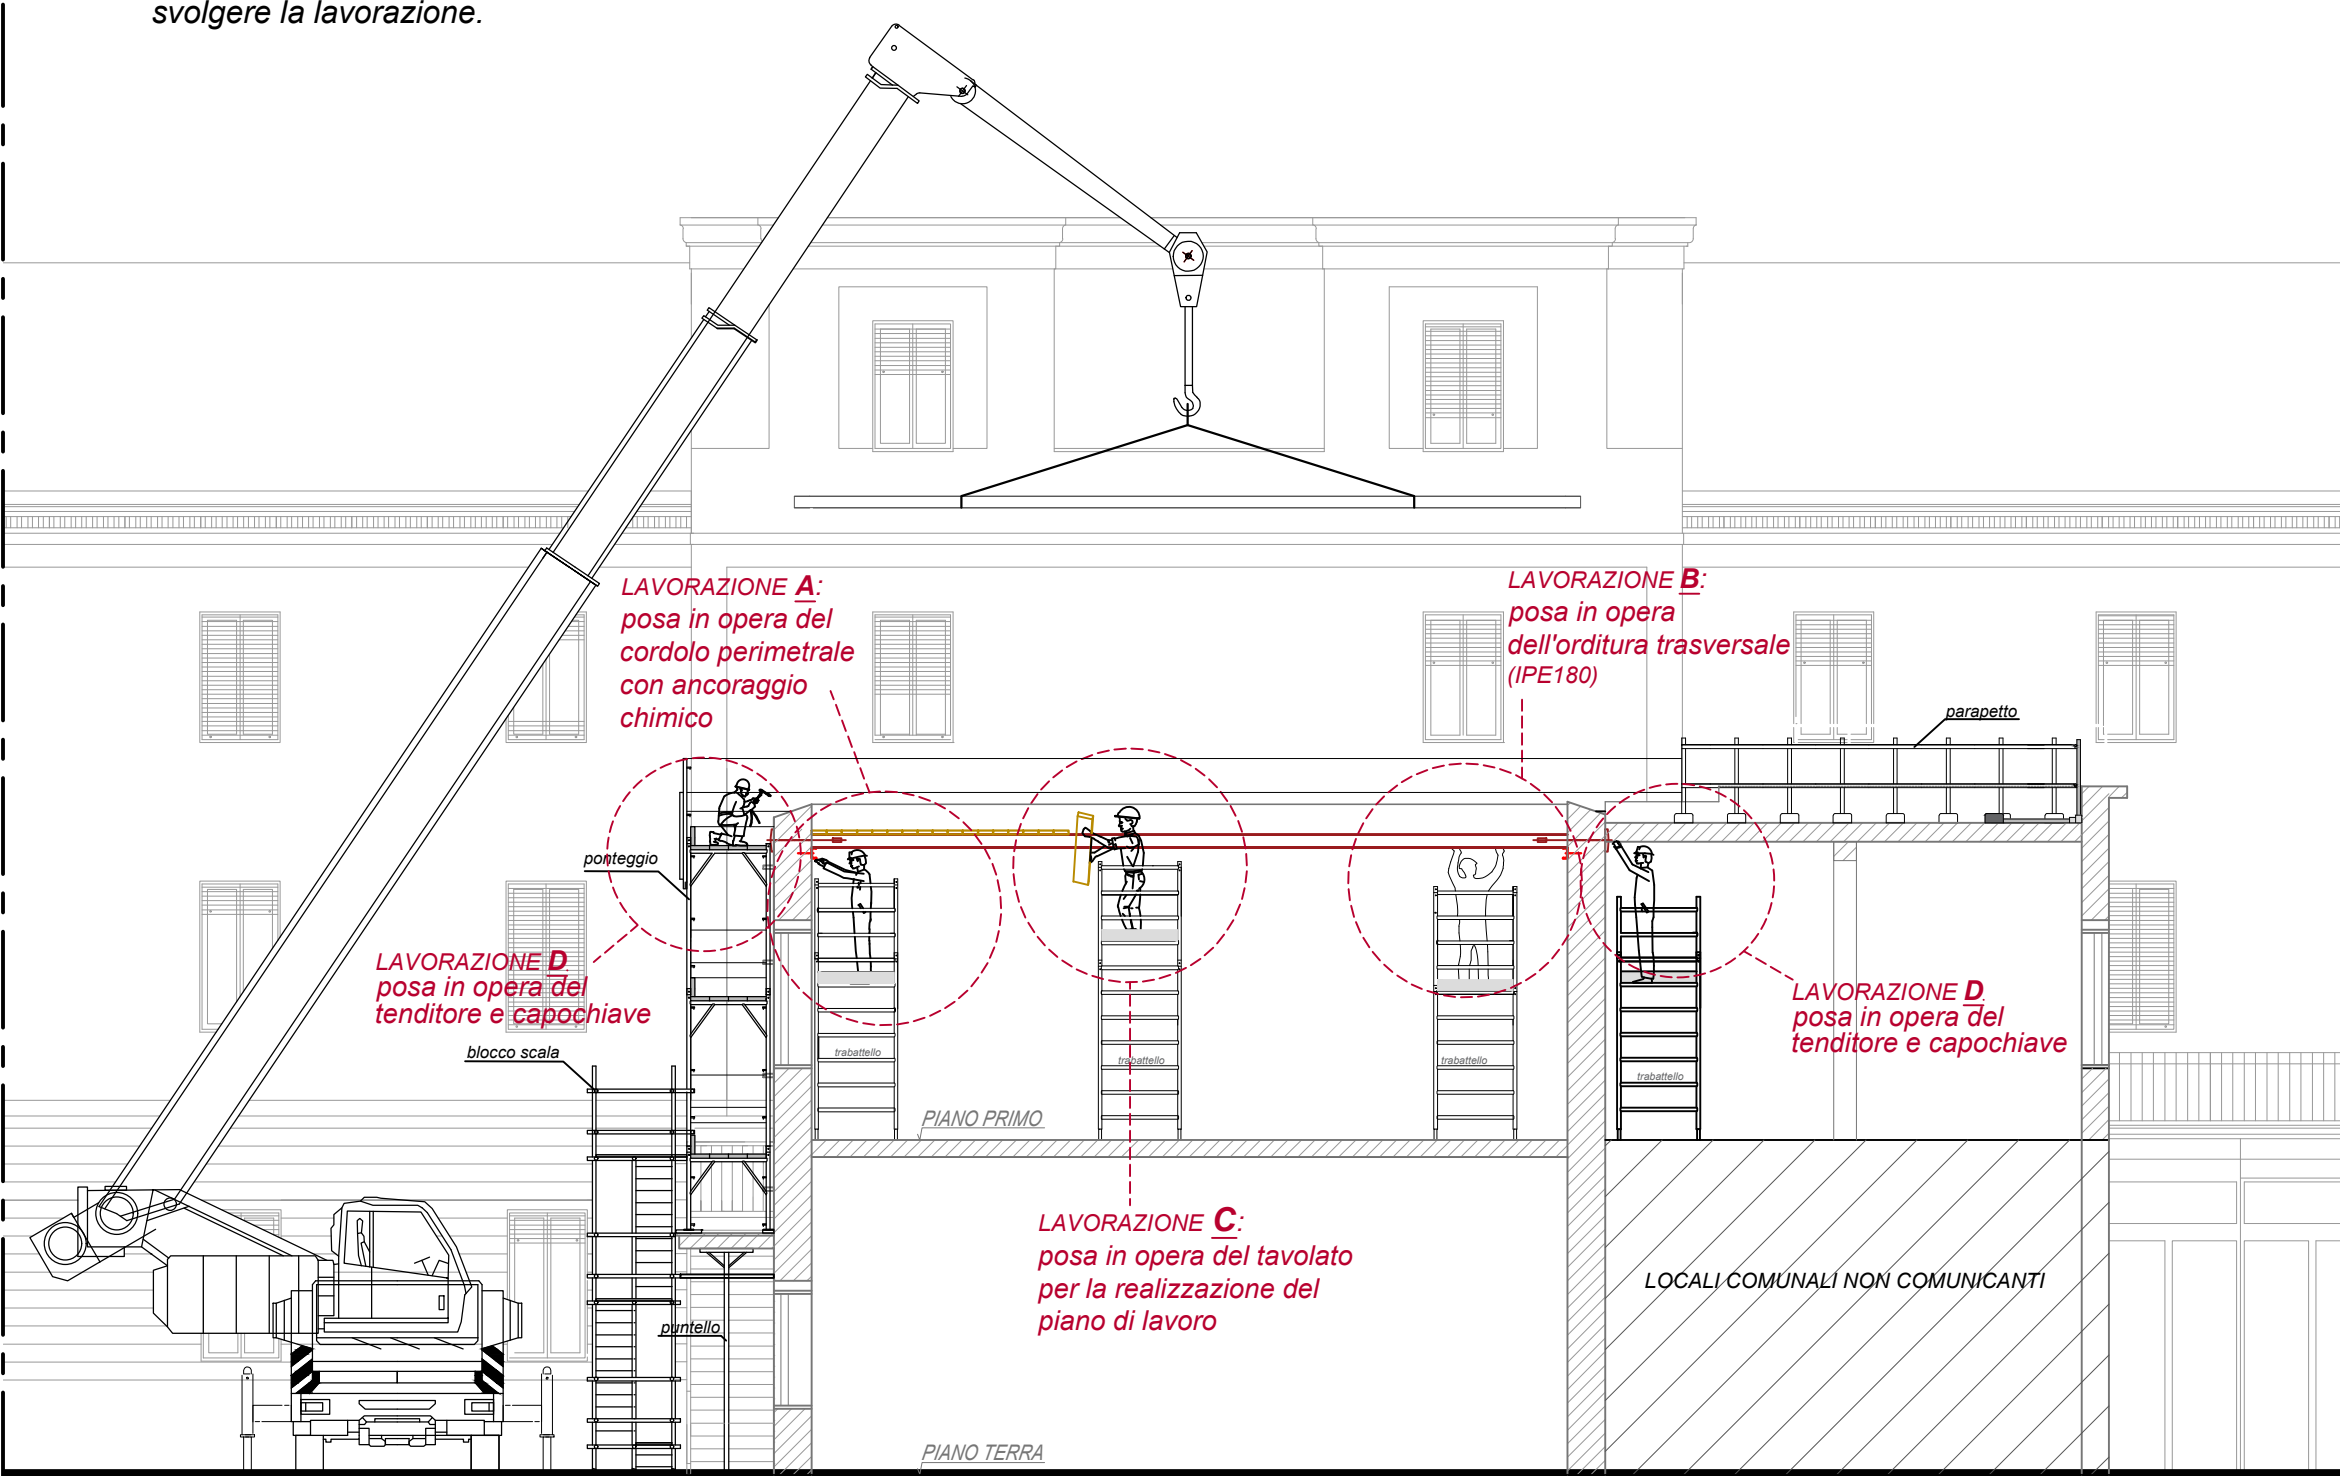 svolgere la lavorazione.
LAVORAZIONE A:
posa in opera del
cordolo perimetrale
con ancoraggio
chimico
LAVORAZIONE B:
posa in opera
dell'orditura trasversale
(IPE180)
parapetto
ponteggio
LAVORAZIONE D.
posa in opera del
tenditore e capochiave
LAVORAZIONE D.
posa in opera del
tenditore e capochiave
blocco scala
trabattello
trabattello
trabattello
trabattello
PIANO PRIMO
LAVORAZIONE C:
posa in opera del tavolato
per la realizzazione del
piano di lavoro
LOCALI COMUNALI NON COMUNICANTI
puntello
PIANO TERRA